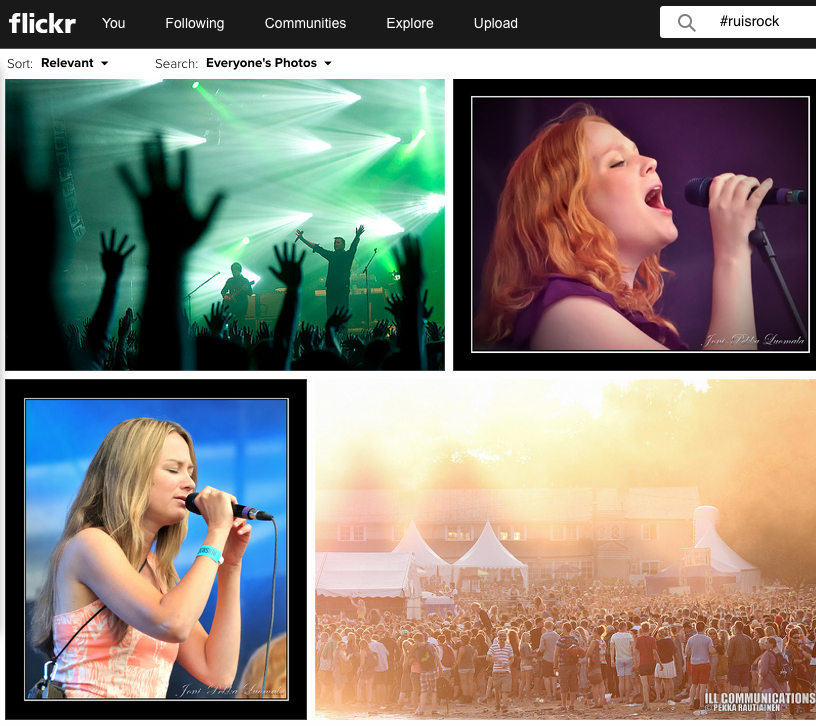 flickr You Following Communities Explore Upload #ruisrock
Sort: Relevant Search: Everyone's Photos
Joni Pekka Luomala
Joni Pekka Luomala
ILL COMMUNICATIONS
© PEKKA RAUTIAINEN